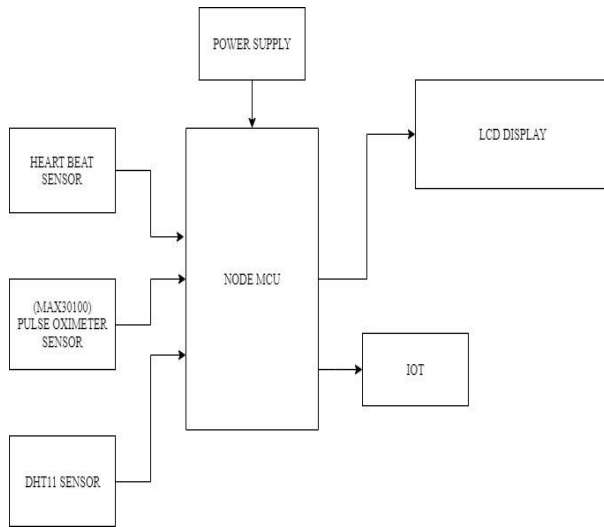 POWER SUPPLY
LCD DISPLAY
HEART BEAT
SENSOR
NODE MCU
(MAX30100)
PULSE OXIMETER
SENSOR
IOT
DHT11 SENSOR